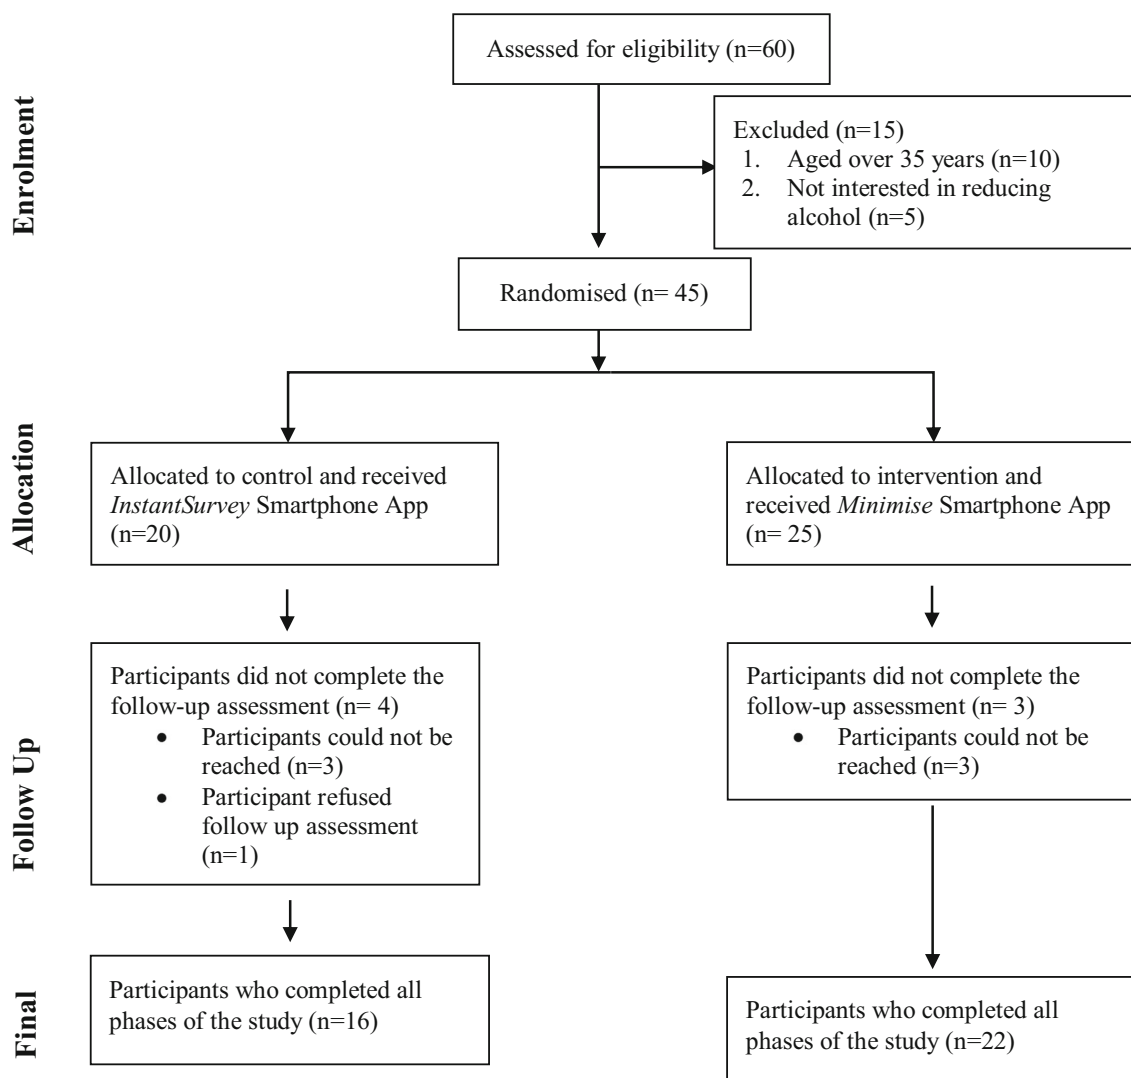 Assessed for eligibility (n=60)
Enrolment
Excluded (n=15)
1. Aged over 35 years (n=10)
2. Not interested in reducing
alcohol (n=5)
Randomised (n= 45)
Allocation
Allocated to control and received
InstantSurvey Smartphone App
(n=20)
Allocated to intervention and
received Minimise Smartphone App
(n= 25)
Follow Up
Participants did not complete the
follow-up assessment (n= 4)
• Participants could not be
reached (n=3)
• Participant refused
follow up assessment
(n=1)
Participants did not complete the
follow-up assessment (n= 3)
• Participants could not be
reached (n=3)
Final
Participants who completed all
phases of the study (n=16)
Participants who completed all
phases of the study (n=22)